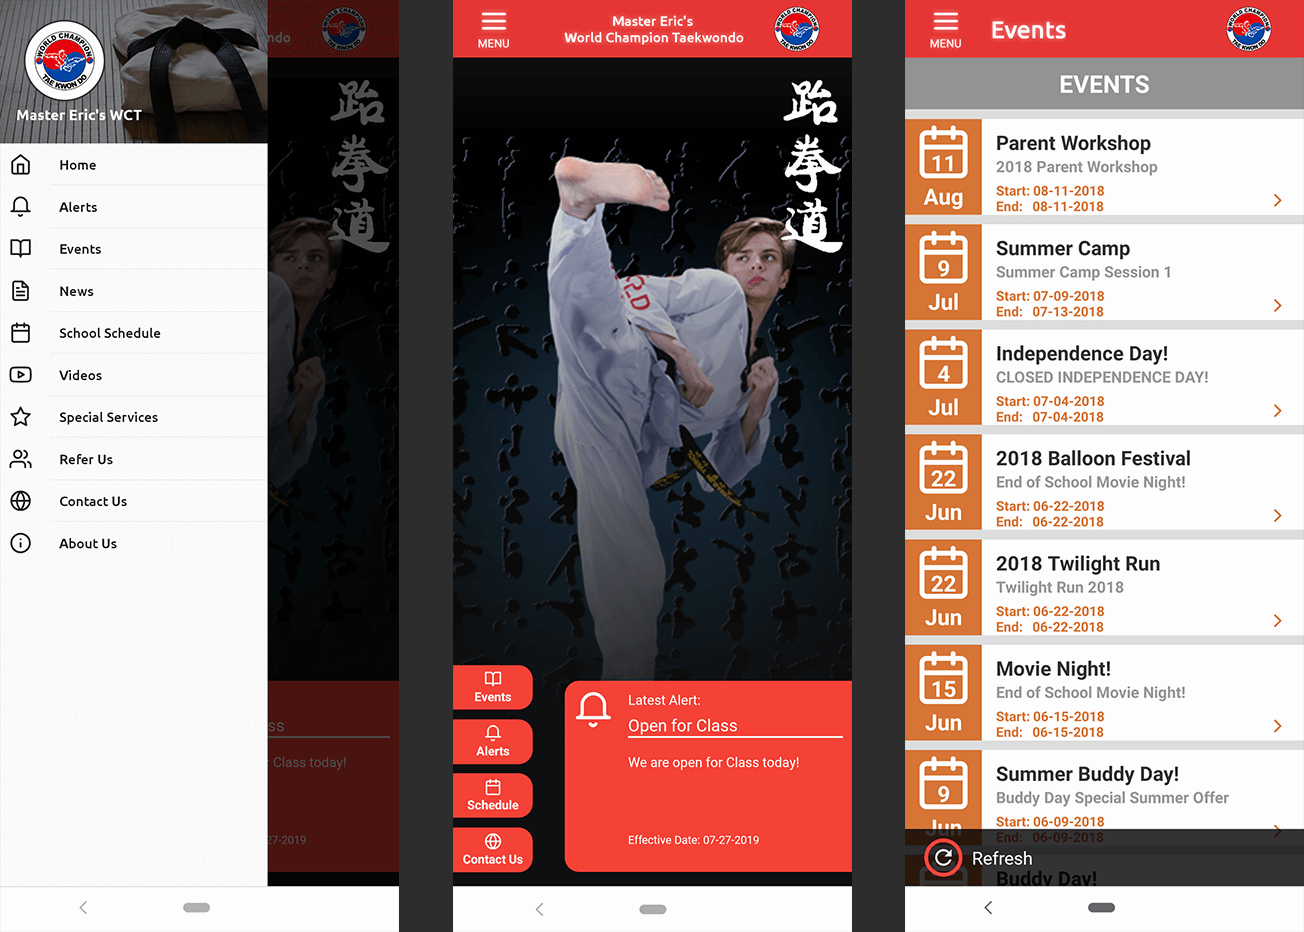 WORLD CHAMPION
TAE KWON DO
Master Eric's WCT
Home
Alerts
Events
News
School Schedule
Videos
Special Services
Refer Us
Contact Us
About Us
ndo
跆
拳
道
ss
Class today!
27-2019
MENU
Master Eric's
World Champion Taekwondo
WORLD CHAMPION
TAE KWON DO
跆
拳
道
Events
Alerts
Schedule
Contact Us
Latest Alert:
Open for Class
We are open for Class today!
Effective Date: 07-27-2019
MENU
Events
WORLD CHAMPION
TAE KWON DO
EVENTS
11
Aug
Parent Workshop
2018 Parent Workshop
Start: 08-11-2018
End: 08-11-2018
9
Jul
Summer Camp
Summer Camp Session 1
Start: 07-09-2018
End: 07-13-2018
4
Jul
Independence Day!
CLOSED INDEPENDENCE DAY!
Start: 07-04-2018
End: 07-04-2018
22
Jun
2018 Balloon Festival
End of School Movie Night!
Start: 06-22-2018
End: 06-22-2018
22
Jun
2018 Twilight Run
Twilight Run 2018
Start: 06-22-2018
End: 06-22-2018
15
Jun
Movie Night!
End of School Movie Night!
Start: 06-15-2018
End: 06-15-2018
9
Jun
Summer Buddy Day!
Buddy Day Special Summer Offer
Start: 06-09-2018
End: 06-09-2018
Refresh
Buddy Day!